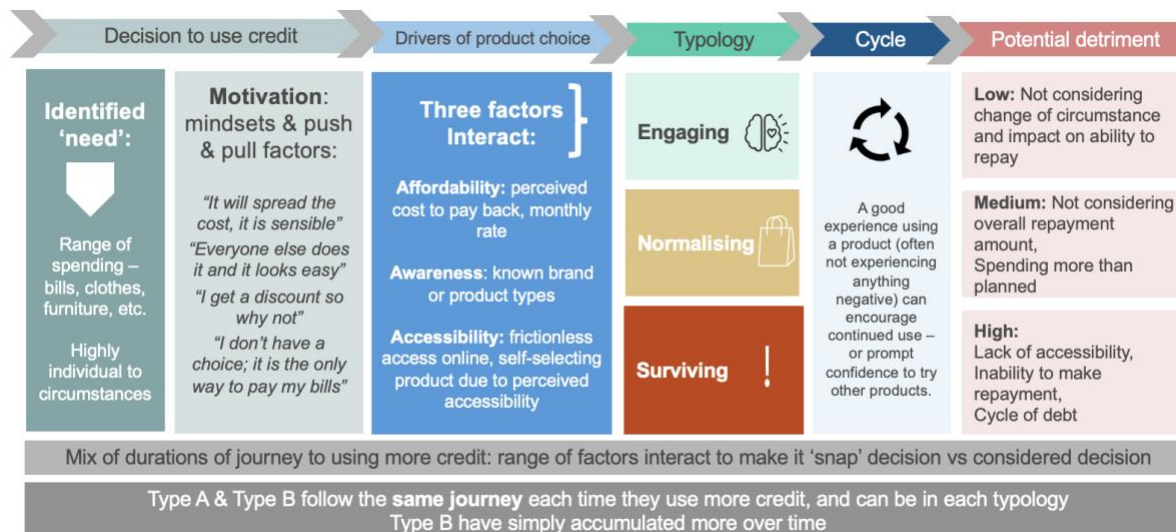 Decision to use credit
Drivers of product choice
Typology
Cycle
Potential detriment
Identified
‘need’:
Range of
spending –
bills, clothes,
furniture, etc.
Highly
individual to
circumstances
Motivation:
mindsets & push
& pull factors:
“It will spread the
cost, it is sensible”
“Everyone else does
it and it looks easy”
“I get a discount so
why not”
“I don’t have a
choice; it is the only
way to pay my bills”
Three factors
Interact:
Affordability: perceived
cost to pay back, monthly
rate
Awareness: known brand
or product types
Accessibility: frictionless
access online, self-selecting
product due to perceived
accessibility
Engaging
Normalising
Surviving
!
A good
experience using
a product (often
not experiencing
anything
negative) can
encourage
continued use –
or prompt
confidence to try
other products.
Low: Not considering
change of circumstance
and impact on ability to
repay
Medium: Not considering
overall repayment
amount,
Spending more than
planned
High:
Lack of accessibility,
Inability to make
repayment,
Cycle of debt
Mix of durations of journey to using more credit: range of factors interact to make it ‘snap’ decision vs considered decision
Type A & Type B follow the same journey each time they use more credit, and can be in each typology
Type B have simply accumulated more over time